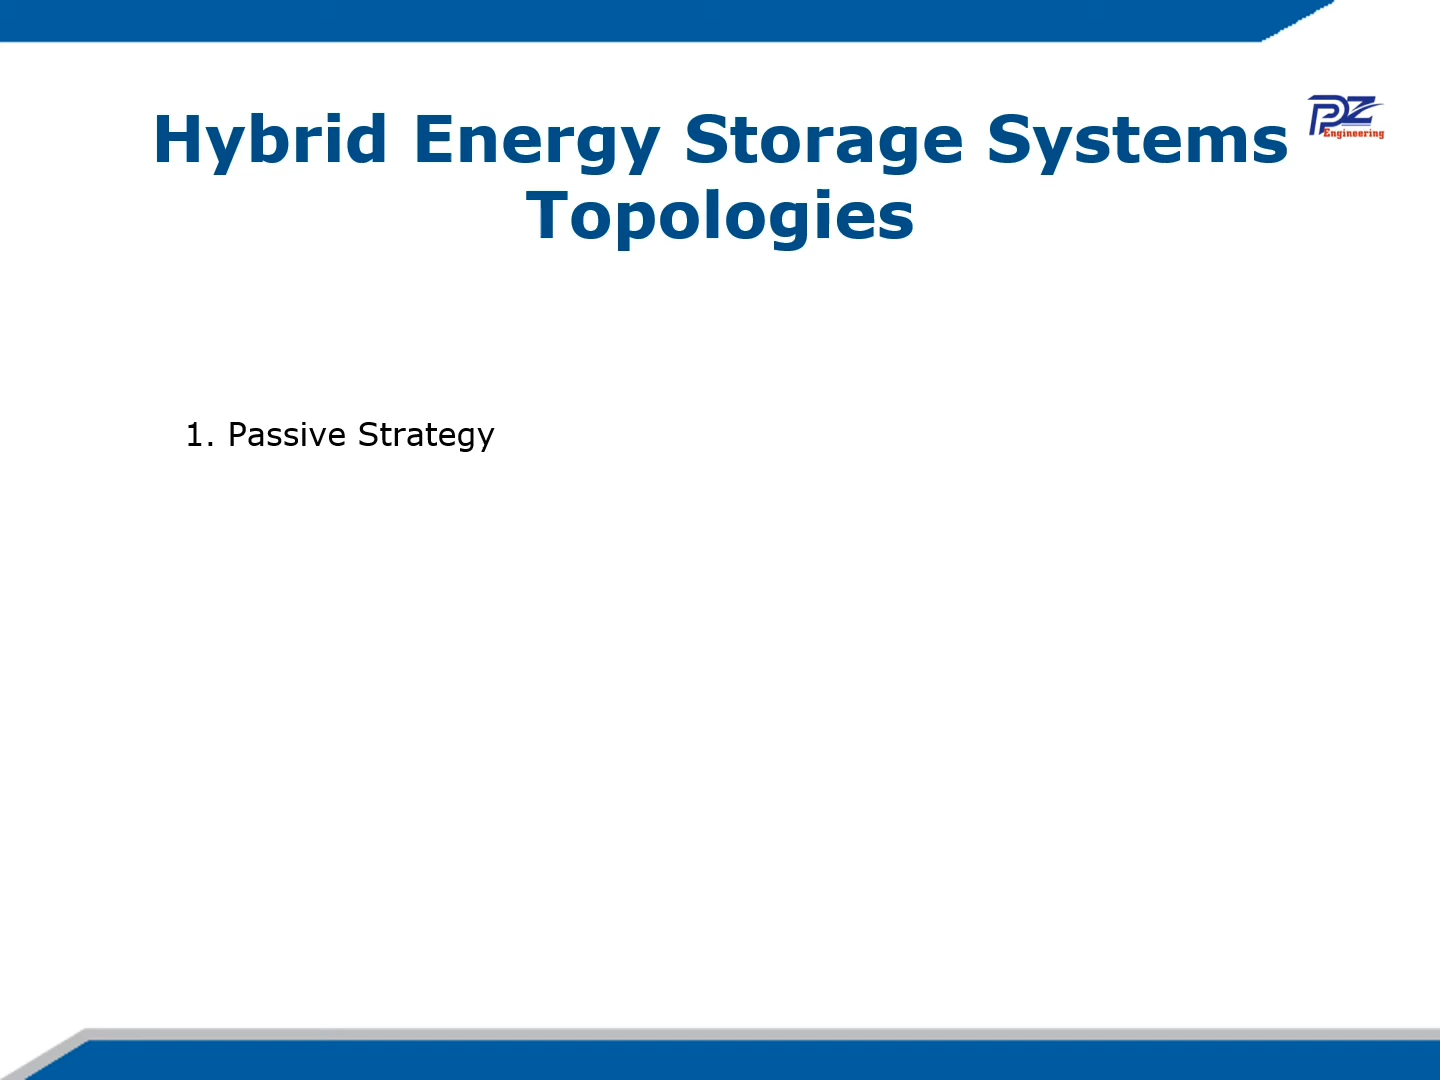 Hybrid Energy Storage Systems
Topologies
PZ
Engineering
1. Passive Strategy